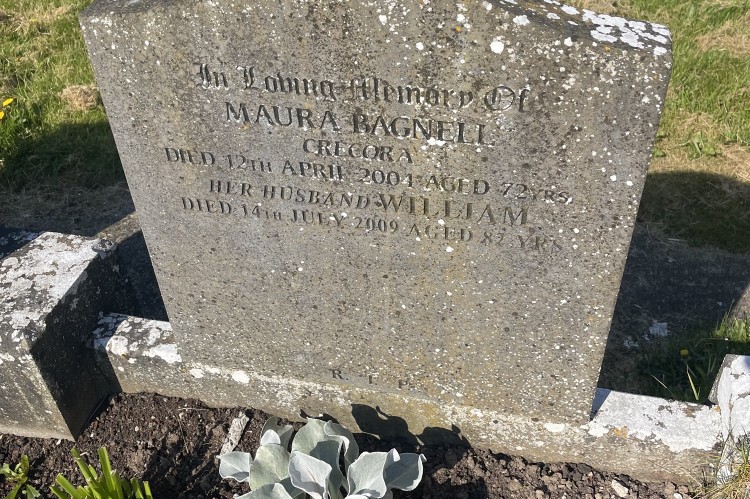 In Loving Memory Of
MAURA BAGNELL
CRECORA
DIED 12TH APRIL 2004 AGED 72 YRS
HER HUSBAND WILLIAM
DIED 14TH JULY 2009 AGED 82 YRS
R. I. P.